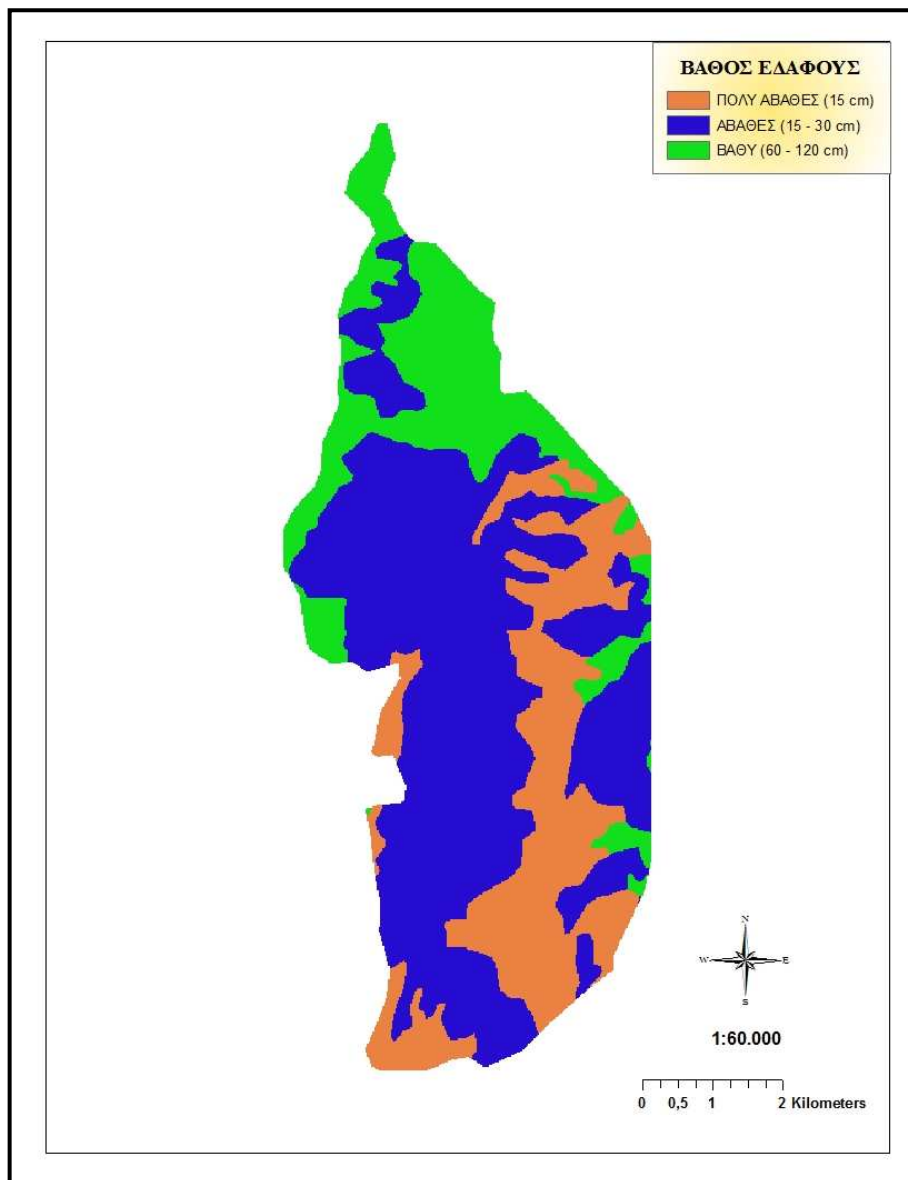 ΒΑΘΟΣ ΕΔΑΦΟΥΣ
ΠΟΛΥ ΑΒΑΘΕΣ (15 cm)
ΑΒΑΘΕΣ (15 - 30 cm)
ΒΑΘΥ (60 - 120 cm)
N
W E
S
1:60.000
0 0,5 1 2 Kilometers